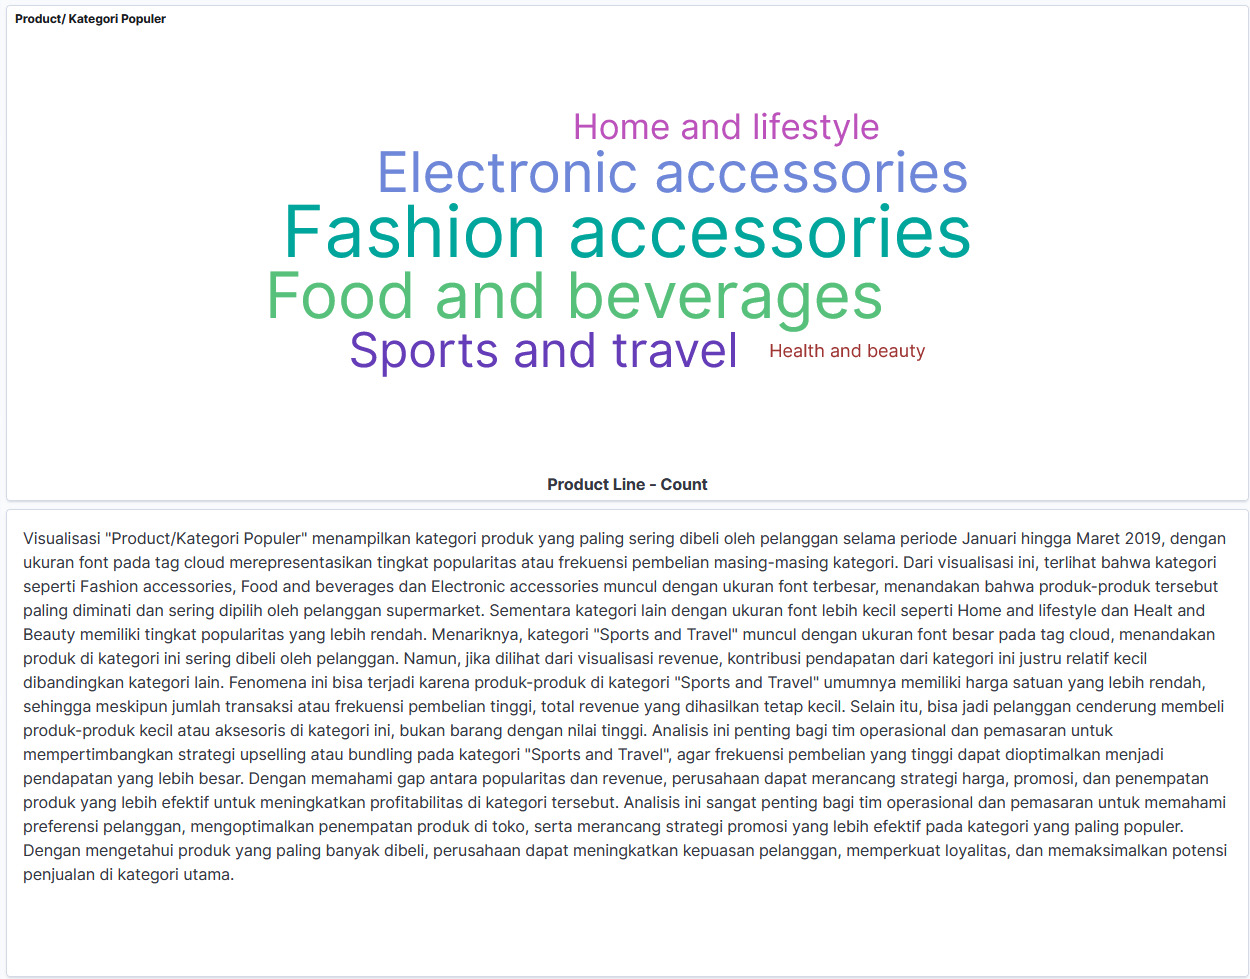 Product/ Kategori Populer
Home and lifestyle
Electronic accessories
Fashion accessories
Food and beverages
Sports and travel
Health and beauty
Product Line - Count
Visualisasi "Product/Kategori Populer" menampilkan kategori produk yang paling sering dibeli oleh pelanggan selama periode Januari hingga Maret 2019, dengan
ukuran font pada tag cloud merepresentasikan tingkat popularitas atau frekuensi pembelian masing-masing kategori. Dari visualisasi ini, terlihat bahwa kategori
seperti Fashion accessories, Food and beverages dan Electronic accessories muncul dengan ukuran font terbesar, menandakan bahwa produk-produk tersebut
paling diminati dan sering dipilih oleh pelanggan supermarket. Sementara kategori lain dengan ukuran font lebih kecil seperti Home and lifestyle dan Healt and
Beauty memiliki tingkat popularitas yang lebih rendah. Menariknya, kategori "Sports and Travel" muncul dengan ukuran font besar pada tag cloud, menandakan
produk di kategori ini sering dibeli oleh pelanggan. Namun, jika dilihat dari visualisasi revenue, kontribusi pendapatan dari kategori ini justru relatif kecil
dibandingkan kategori lain. Fenomena ini bisa terjadi karena produk-produk di kategori "Sports and Travel" umumnya memiliki harga satuan yang lebih rendah,
sehingga meskipun jumlah transaksi atau frekuensi pembelian tinggi, total revenue yang dihasilkan tetap kecil. Selain itu, bisa jadi pelanggan cenderung membeli
produk-produk kecil atau aksesoris di kategori ini, bukan barang dengan nilai tinggi. Analisis ini penting bagi tim operasional dan pemasaran untuk
mempertimbangkan strategi upselling atau bundling pada kategori "Sports and Travel", agar frekuensi pembelian yang tinggi dapat dioptimalkan menjadi
pendapatan yang lebih besar. Dengan memahami gap antara popularitas dan revenue, perusahaan dapat merancang strategi harga, promosi, dan penempatan
produk yang lebih efektif untuk meningkatkan profitabilitas di kategori tersebut. Analisis ini sangat penting bagi tim operasional dan pemasaran untuk memahami
preferensi pelanggan, mengoptimalkan penempatan produk di toko, serta merancang strategi promosi yang lebih efektif pada kategori yang paling populer.
Dengan mengetahui produk yang paling banyak dibeli, perusahaan dapat meningkatkan kepuasan pelanggan, memperkuat loyalitas, dan memaksimalkan potensi
penjualan di kategori utama.